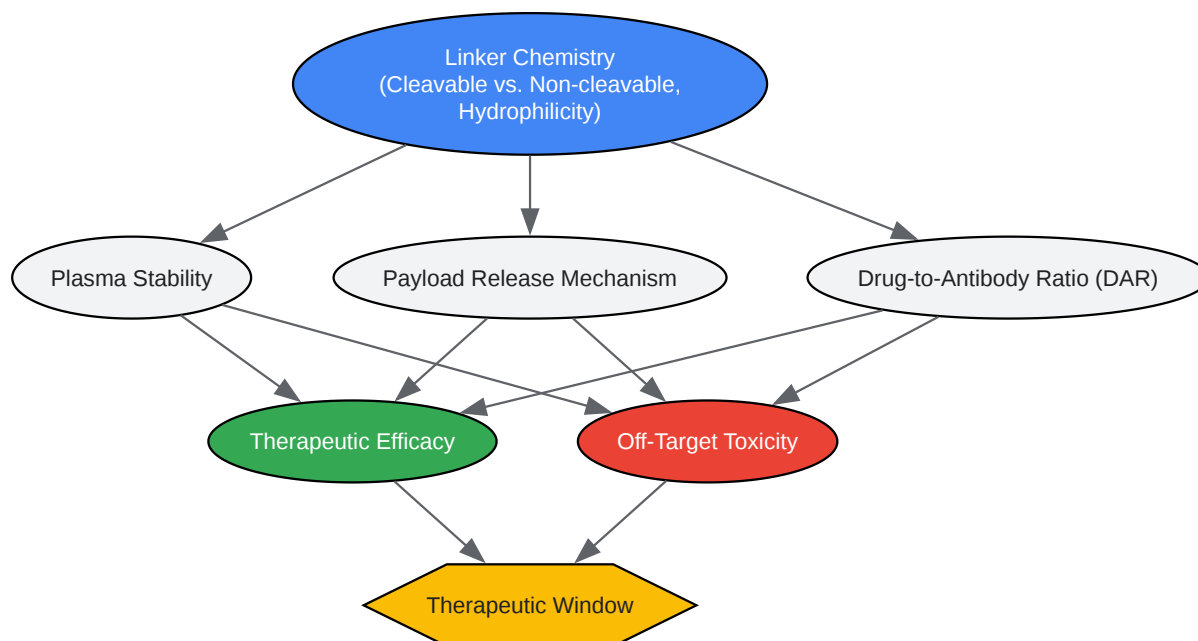 Linker Chemistry
(Cleavable vs. Non-cleavable,
Hydrophilicity)
Plasma Stability
Payload Release Mechanism
Drug-to-Antibody Ratio (DAR)
Therapeutic Efficacy
Off-Target Toxicity
Therapeutic Window